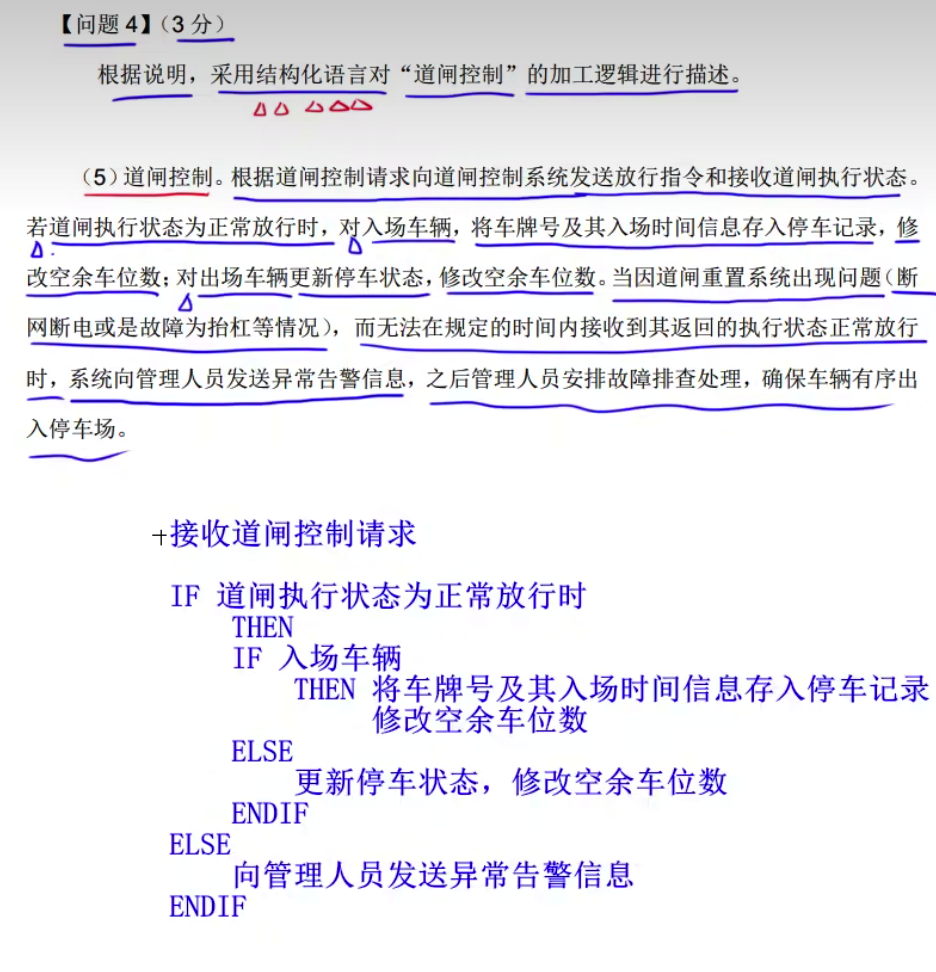 【问题 4】（3 分）
根据说明，采用结构化语言对“道闸控制”的加工逻辑进行描述。
（5）道闸控制。根据道闸控制请求向道闸控制系统发送放行指令和接收道闸执行状态。
若道闸执行状态为正常放行时，对入场车辆，将车牌号及其入场时间信息存入停车记录，修
改空余车位数；对出场车辆更新停车状态，修改空余车位数。当因道闸重置系统出现问题（断
网断电或是故障为抬杠等情况），而无法在规定的时间内接收到其返回的执行状态正常放行
时，系统向管理人员发送异常告警信息，之后管理人员安排故障排查处理，确保车辆有序出
入停车场。
接收道闸控制请求
IF 道闸执行状态为正常放行时
THEN
IF 入场车辆
THEN 将车牌号及其入场时间信息存入停车记录
修改空余车位数
ELSE
更新停车状态，修改空余车位数
ENDIF
ELSE
向管理人员发送异常告警信息
ENDIF